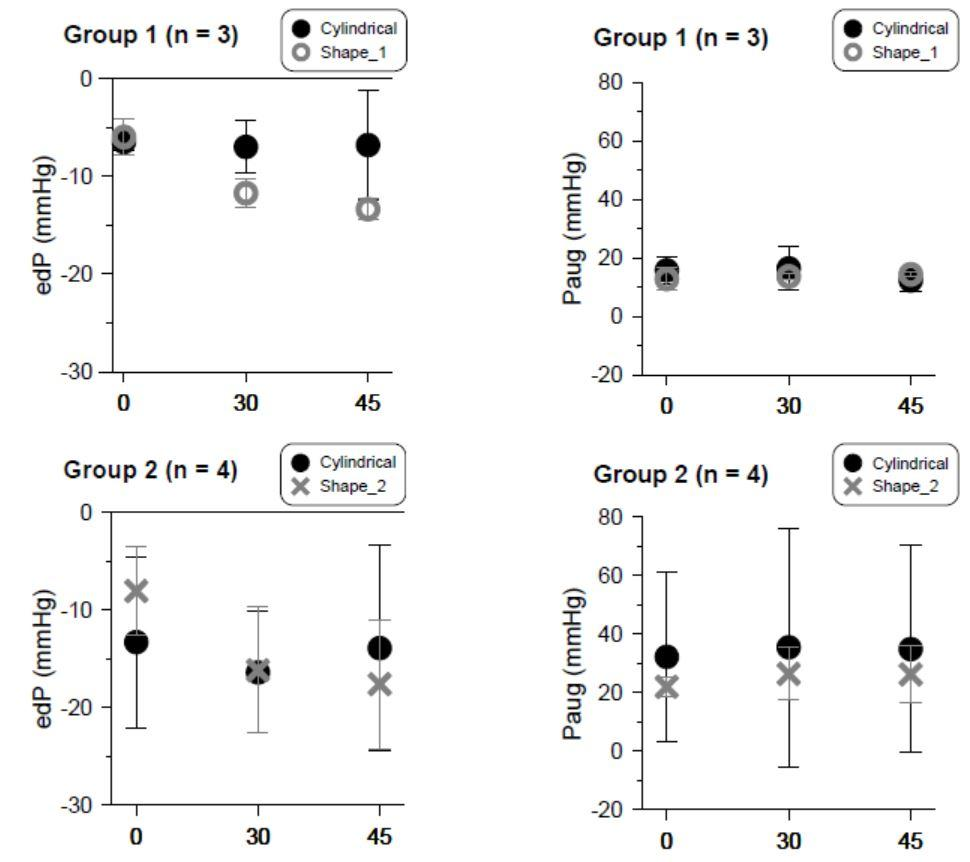 Group 1 (n = 3)
Cylindrical
Shape_1
edP (mmHg)
0
-10
-20
-30
0 30 45
Group 1 (n = 3)
Cylindrical
Shape_1
Paug (mmHg)
80
60
40
20
0
-20
0 30 45
Group 2 (n = 4)
Cylindrical
Shape_2
edP (mmHg)
0
-10
-20
-30
0 30 45
Group 2 (n = 4)
Cylindrical
Shape_2
Paug (mmHg)
80
60
40
20
0
-20
0 30 45